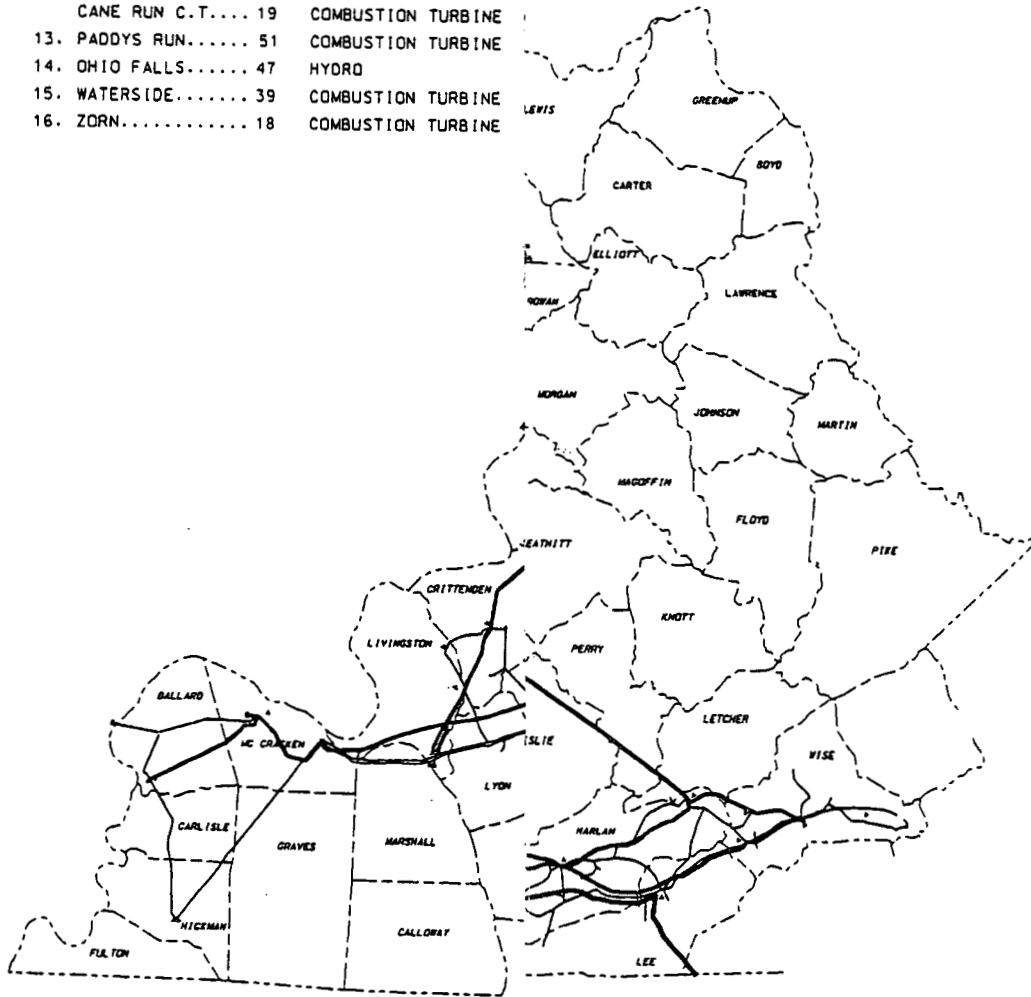 CANE RUN C.T.... 19 COMBUSTION TURBINE
13. PADDYS RUN...... 51 COMBUSTION TURBINE
14. OHIO FALLS...... 47 HYDRO
15. WATERSIDE....... 39 COMBUSTION TURBINE
16. ZORN............ 18 COMBUSTION TURBINE
LEWIS
GREENUP
BOYD
CARTER
ELLIOTT
ROWAN
LAWRENCE
MORGAN
JOHNSON
MARTIN
MAGOFFIN
FLOYD
PIKE
EATHITT
CRITTENDEN
KNOTT
LIVINGSTON
PERRY
BALLARD
LETCHER
MC CRACKEN
SLIE
WISE
LYON
CARLISLE
GRAVES
MARSHALL
HARLAN
HICKMAN
CALLOWAY
FULTON
LEE